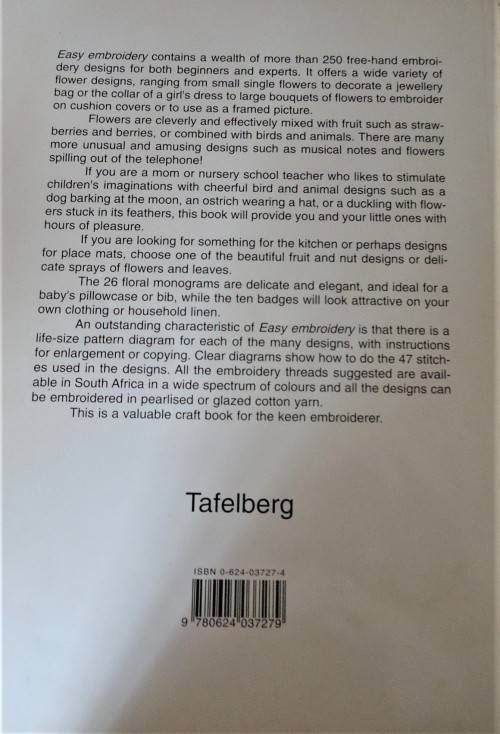 Easy embroidery contains a wealth of more than 250 free-hand embroi-
dery designs for both beginners and experts. It offers a wide variety of
flower designs, ranging from small single flowers to decorate a jewellery
bag or the collar of a girl's dress to large bouquets of flowers to embroider
on cushion covers or to use as a framed picture.
Flowers are cleverly and effectively mixed with fruit such as straw-
berries and berries, or combined with birds and animals. There are many
more unusual and amusing designs such as musical notes and flowers
spilling out of the telephone!
If you are a mom or nursery school teacher who likes to stimulate
children's imaginations with cheerful bird and animal designs such as a
dog barking at the moon, an ostrich wearing a hat, or a duckling with flow-
ers stuck in its feathers, this book will provide you and your little ones with
hours of pleasure.
If you are looking for something for the kitchen or perhaps designs
for place mats, choose one of the beautiful fruit and nut designs or deli-
cate sprays of flowers and leaves.
The 26 floral monograms are delicate and elegant, and ideal for a
baby's pillowcase or bib, while the ten badges will look attractive on your
own clothing or household linen.
An outstanding characteristic of Easy embroidery is that there is a
life-size pattern diagram for each of the many designs, with instructions
for enlargement or copying. Clear diagrams show how to do the 47 stitch-
es used in the designs. All the embroidery threads suggested are avail-
able in South Africa in a wide spectrum of colours and all the designs can
be embroidered in pearlised or glazed cotton yarn.
This is a valuable craft book for the keen embroiderer.
Tafelberg
ISBN 0-624-03727-4
9 780624 037279